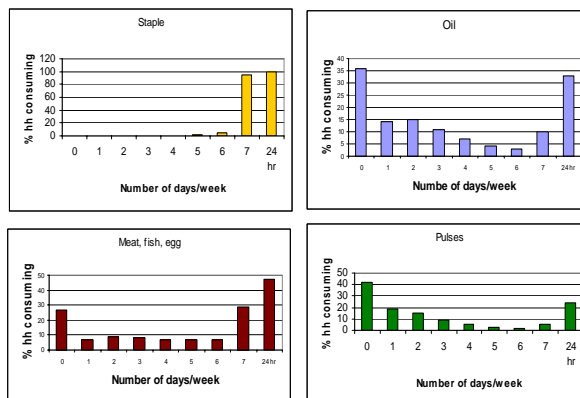 Staple
% hh consuming
120
100
80
60
40
20
0
0 1 2 3 4 5 6 7 24
hr
Number of days/week
Oil
% hh consuming
40
35
30
25
20
15
10
5
0
0 1 2 3 4 5 6 7 24 hr
Numbe of days/week
Meat, fish, egg
% hh consuming
50
40
30
20
10
0
0 1 2 3 4 5 6 7 24 hr
Number of days/week
Pulses
% hh consuming
50
40
30
20
10
0
0 1 2 3 4 5 6 7 24
hr
Number of days/week